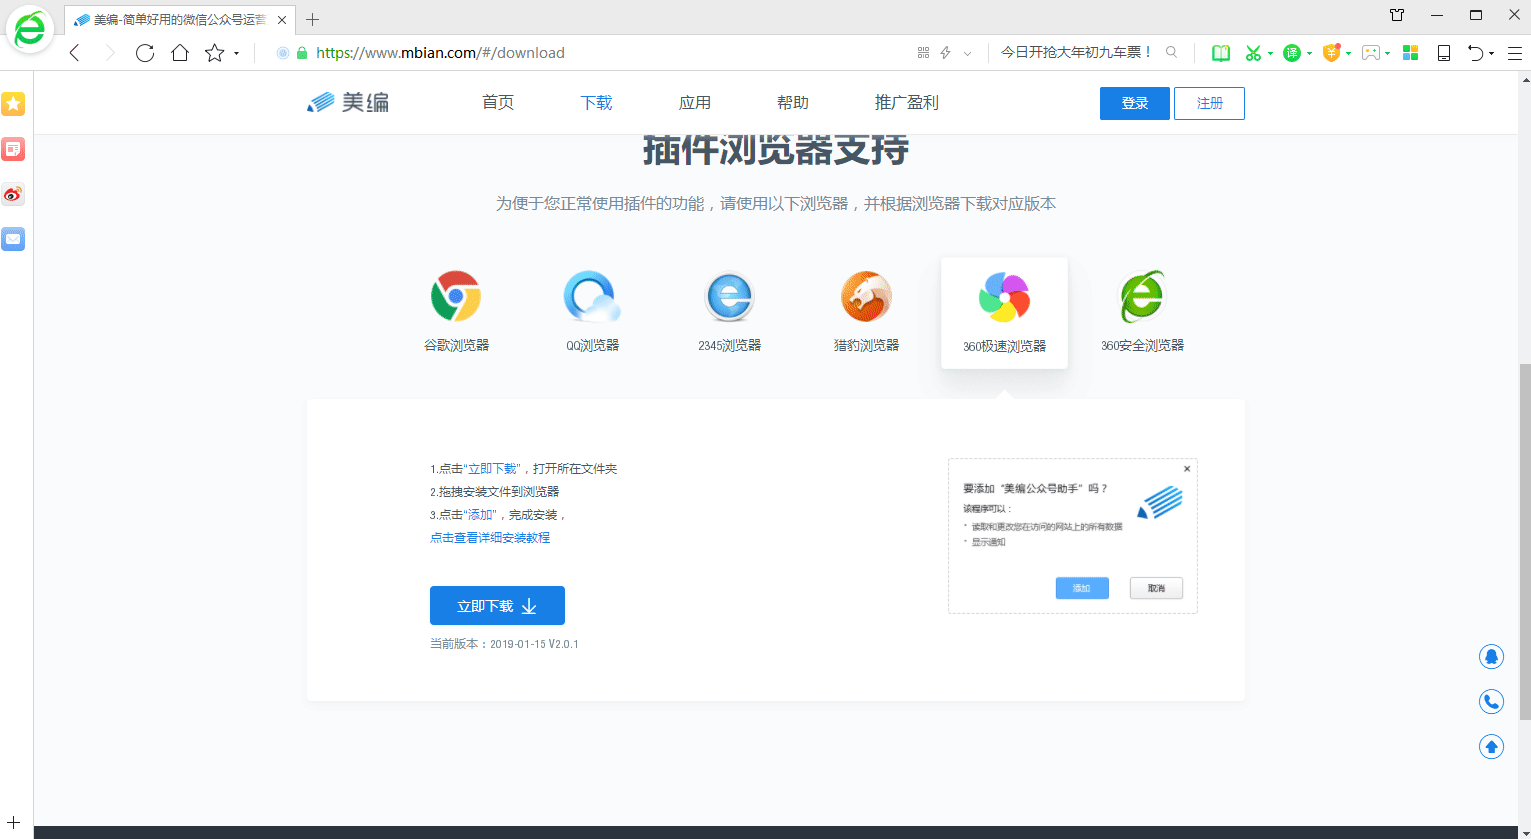 美编-简单好用的微信公众号运营
https://www.mbian.com/#/download
今日开抢大年初九车票！
译
美编
首页
下载
应用
帮助
推广盈利
登录
注册
插件浏览器支持
为便于您正常使用插件的功能，请使用以下浏览器，并根据浏览器下载对应版本
谷歌浏览器
QQ浏览器
2345浏览器
猎豹浏览器
360极速浏览器
360安全浏览器
1.点击“立即下载”，打开所在文件夹
2.拖拽安装文件到浏览器
3.点击“添加”，完成安装，
点击查看详细安装教程
立即下载
当前版本：2019-01-15 V2.0.1
要添加“美编公众号助手”吗？
该程序可以：
* 读取和更改您在访问的网站上的所有数据
* 显示通知
添加
取消